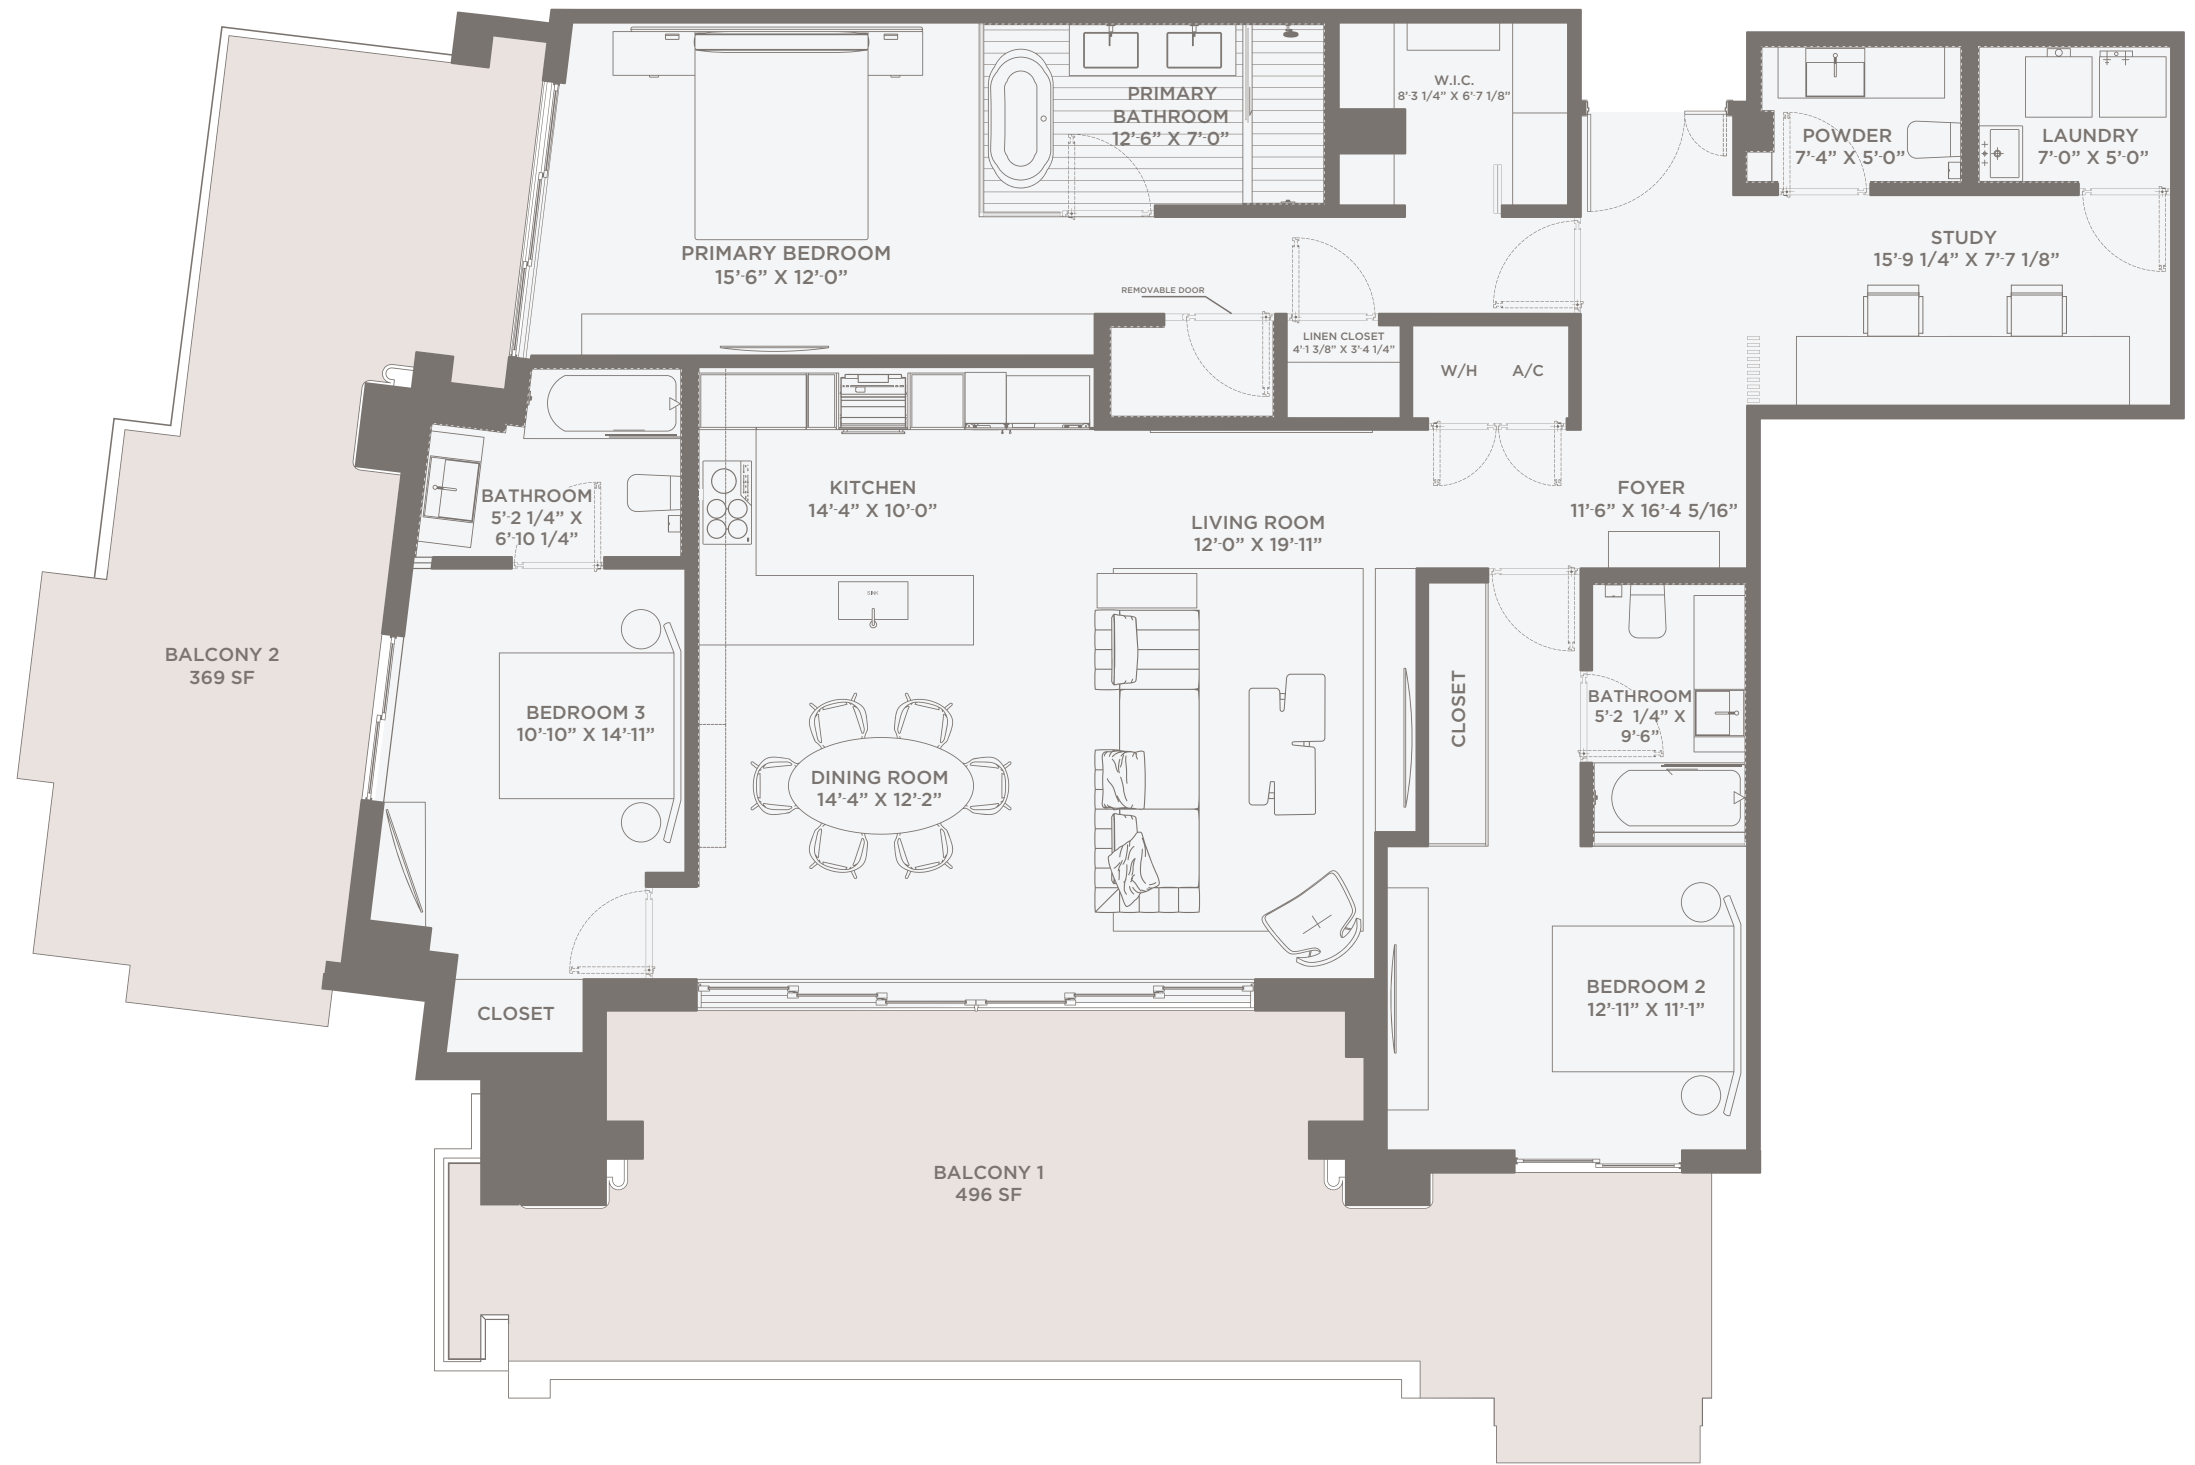 W.I.C.
8'-3 1/4" X 6'-7 1/8"
PRIMARY
BATHROOM
12'-6" X 7'-0"
POWDER
7'-4" X 5'-0"
LAUNDRY
7'-0" X 5'-0"
PRIMARY BEDROOM
15'-6" X 12'-0"
STUDY
15'-9 1/4" X 7'-7 1/8"
REMOVABLE DOOR
LINEN CLOSET
4'-1 3/8" X 3'-4 1/4"
W/H
A/C
BATHROOM
5'-2 1/4" X
6'-10 1/4"
KITCHEN
14'-4" X 10'-0"
LIVING ROOM
12'-0" X 19'-11"
FOYER
11'-6" X 16'-4 5/16"
SINK
BALCONY 2
369 SF
BEDROOM 3
10'-10" X 14'-11"
DINING ROOM
14'-4" X 12'-2"
CLOSET
BATHROOM
5'-2 1/4" X
9'-6"
BEDROOM 2
12'-11" X 11'-1"
CLOSET
BALCONY 1
496 SF